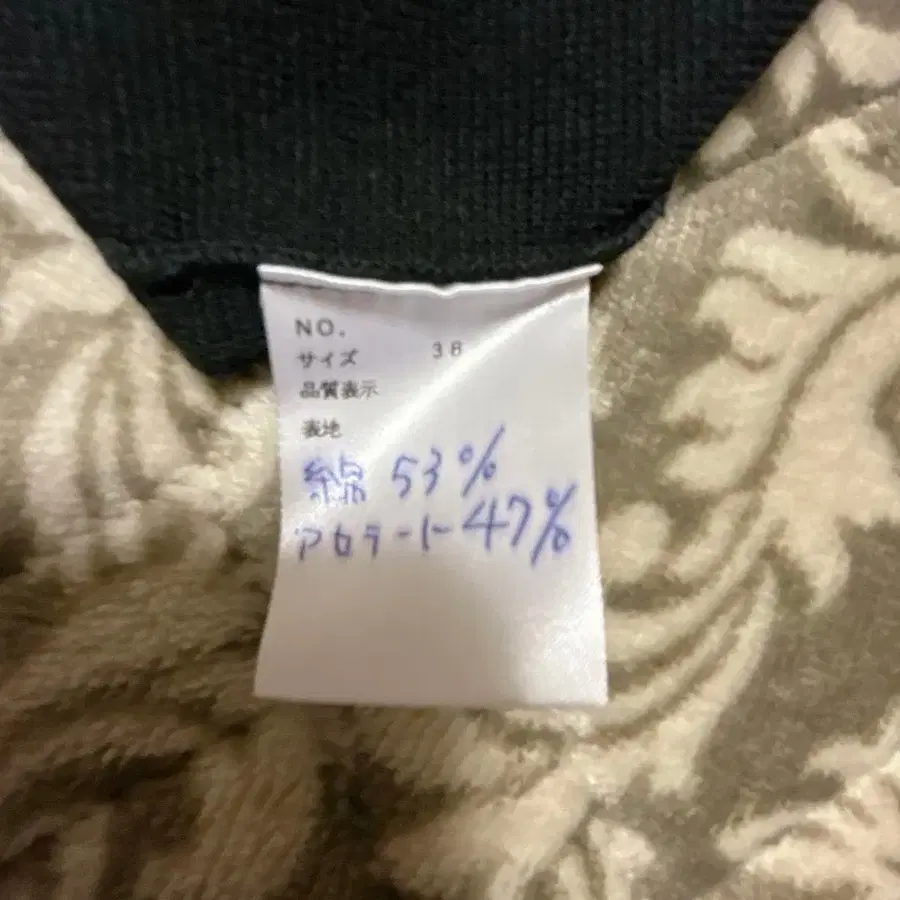 NO.
サイズ 38
品質表示
表地
綿 53%
アセテート 47%